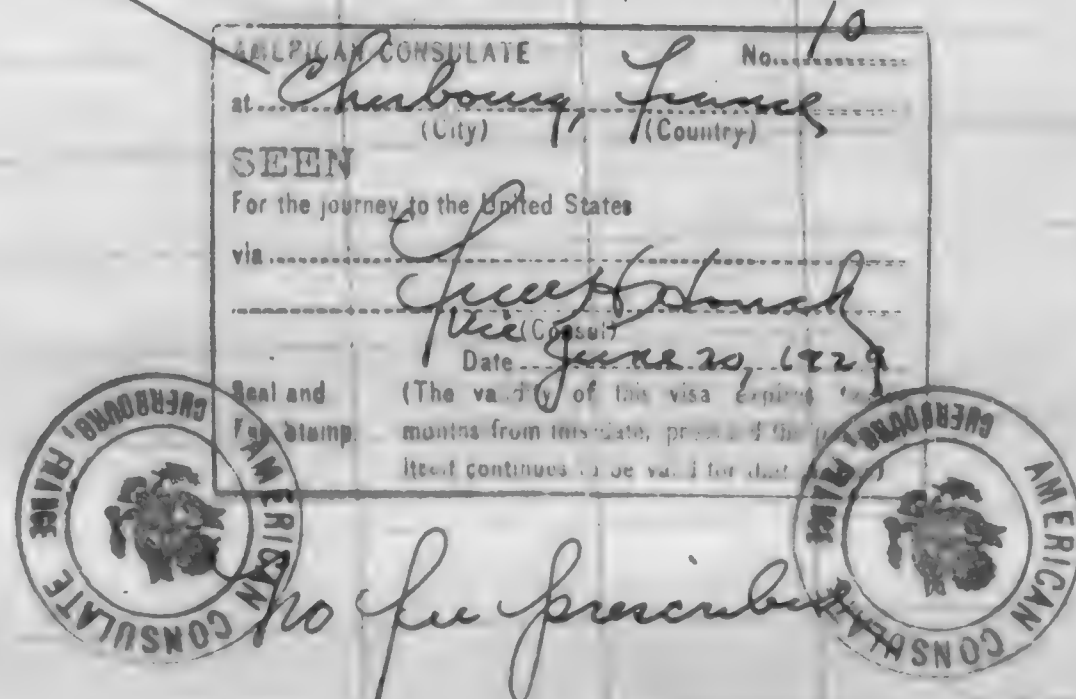 AMERICAN CONSULATE No. 10
at Cherbourg, France
(City) (Country)
SEEN
For the journey to the United States
via
Vice (Consul)
Date June 20, 1929
Seal and (The validity of this visa expires
Fee Stamp. months from this date, provided the
itself continues to be valid for that
AMERICAN CONSULATE CHERBOURG, FRANCE
AMERICAN CONSULATE CHERBOURG, FRANCE
No fee prescribed